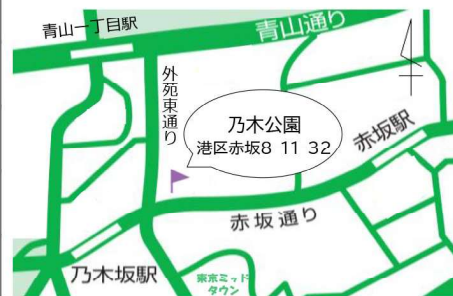 青山一丁目駅
青山通り
外苑東通り
乃木公園
港区赤坂8 11 32
赤坂駅
赤坂通り
乃木坂駅
東京ミッド
タウン